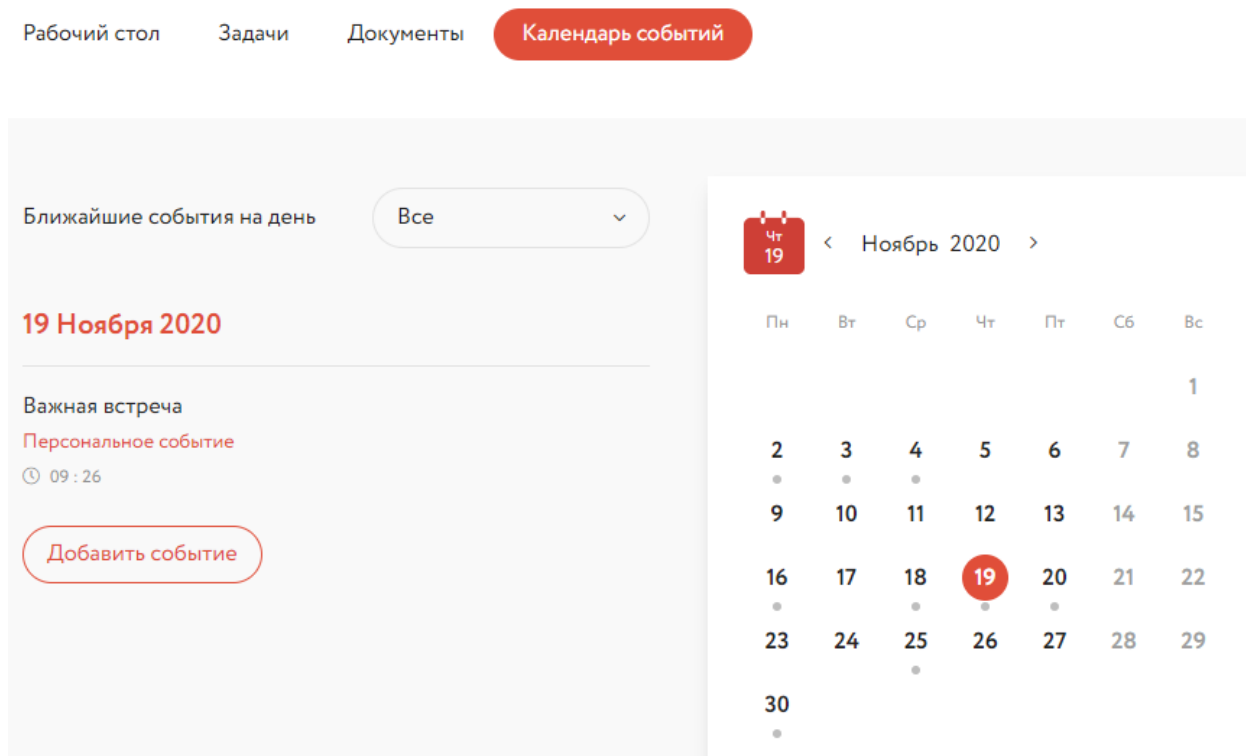 Рабочий стол Задачи Документы Календарь событий
Ближайшие события на день Все
19 Ноября 2020
Важная встреча
Персональное событие
09 : 26
Добавить событие
Чт
19
Ноябрь 2020
Пн Вт Ср Чт Пт Сб Вс
1
2 3 4 5 6 7 8
9 10 11 12 13 14 15
16 17 18 19 20 21 22
23 24 25 26 27 28 29
30